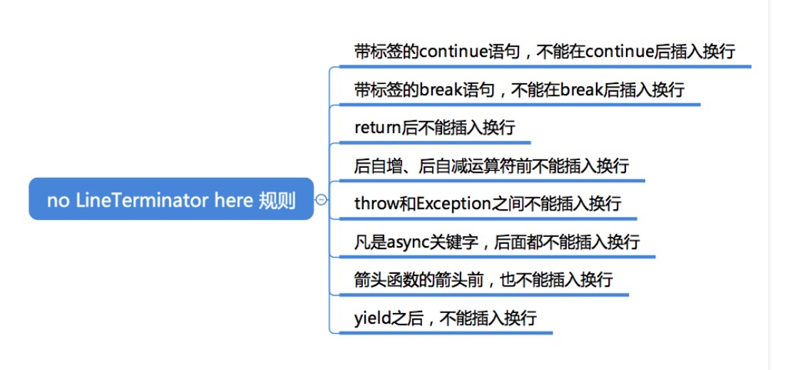 带标签的continue语句，不能在continue后插入换行
带标签的break语句，不能在break后插入换行
return后不能插入换行
后自增、后自减运算符前不能插入换行
no LineTerminator here 规则
throw和Exception之间不能插入换行
凡是async关键字，后面都不能插入换行
箭头函数的箭头前，也不能插入换行
yield之后，不能插入换行